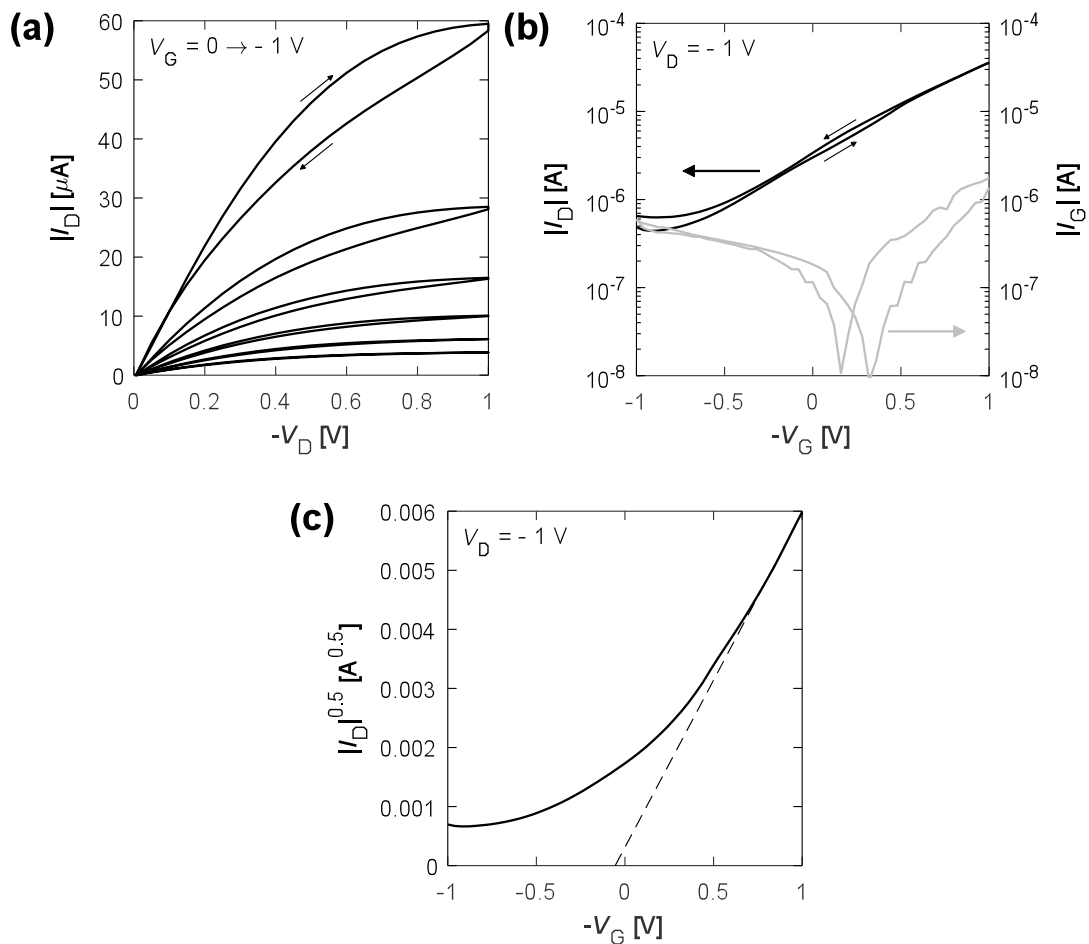 (a)
V_G = 0 → - 1 V
|I_D| [μA]
60
50
40
30
20
10
0
0 0.2 0.4 0.6 0.8 1
-V_D [V]
(b)
V_D = - 1 V
|I_D| [A]
10^-4
10^-5
10^-6
10^-7
10^-8
10^-4
10^-5
10^-6
10^-7
10^-8
|I_G| [A]
-1 -0.5 0 0.5 1
-V_G [V]
(c)
V_D = - 1 V
|I_D|^0.5 [A^0.5]
0.006
0.005
0.004
0.003
0.002
0.001
0
-1 -0.5 0 0.5 1
-V_G [V]